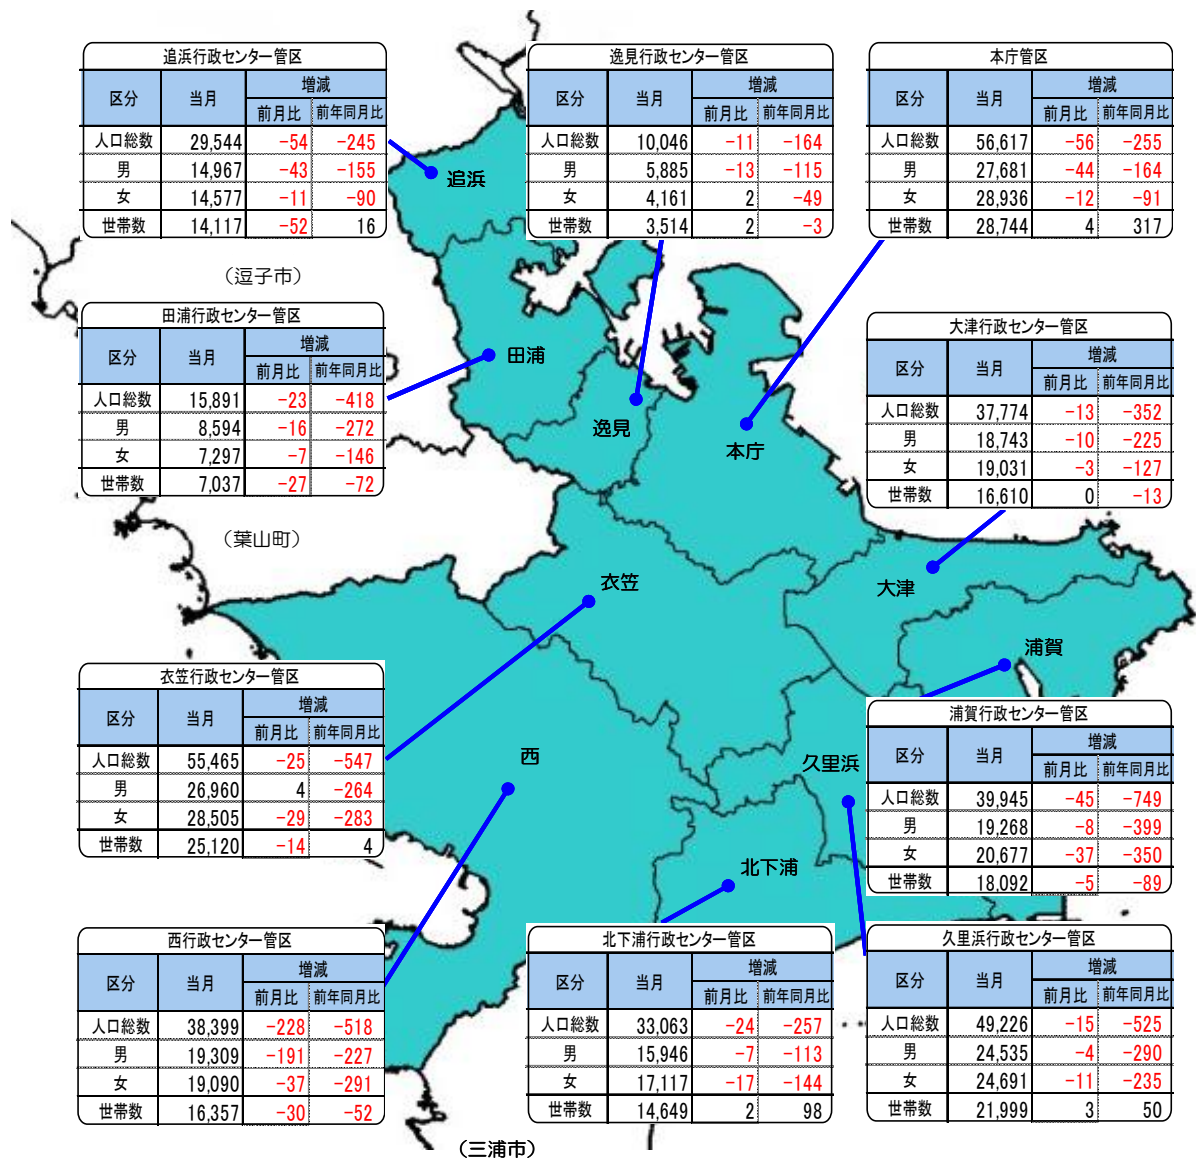 追浜行政センター管区
区分 当月 増減
前月比 前年同月比
人口総数 29,544 -54 -245
男 14,967 -43 -155
女 14,577 -11 -90
世帯数 14,117 -52 16
逸見行政センター管区
区分 当月 増減
前月比 前年同月比
人口総数 10,046 -11 -164
男 5,885 -13 -115
女 4,161 2 -49
世帯数 3,514 2 -3
本庁管区
区分 当月 増減
前月比 前年同月比
人口総数 56,617 -56 -255
男 27,681 -44 -164
女 28,936 -12 -91
世帯数 28,744 4 317
追浜
（逗子市）
田浦行政センター管区
区分 当月 増減
前月比 前年同月比
人口総数 15,891 -23 -418
男 8,594 -16 -272
女 7,297 -7 -146
世帯数 7,037 -27 -72
田浦
逸見
本庁
大津行政センター管区
区分 当月 増減
前月比 前年同月比
人口総数 37,774 -13 -352
男 18,743 -10 -225
女 19,031 -3 -127
世帯数 16,610 0 -13
（葉山町）
衣笠
大津
浦賀
衣笠行政センター管区
区分 当月 増減
前月比 前年同月比
人口総数 55,465 -25 -547
男 26,960 4 -264
女 28,505 -29 -283
世帯数 25,120 -14 4
西
久里浜
北下浦
浦賀行政センター管区
区分 当月 増減
前月比 前年同月比
人口総数 39,945 -45 -749
男 19,268 -8 -399
女 20,677 -37 -350
世帯数 18,092 -5 -89
西行政センター管区
区分 当月 増減
前月比 前年同月比
人口総数 38,399 -228 -518
男 19,309 -191 -227
女 19,090 -37 -291
世帯数 16,357 -30 -52
北下浦行政センター管区
区分 当月 増減
前月比 前年同月比
人口総数 33,063 -24 -257
男 15,946 -7 -113
女 17,117 -17 -144
世帯数 14,649 2 98
久里浜行政センター管区
区分 当月 増減
前月比 前年同月比
人口総数 49,226 -15 -525
男 24,535 -4 -290
女 24,691 -11 -235
世帯数 21,999 3 50
（三浦市）